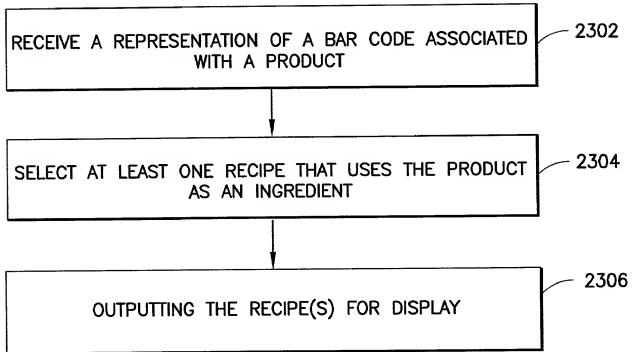 RECEIVE A REPRESENTATION OF A BAR CODE ASSOCIATED
WITH A PRODUCT
2302
SELECT AT LEAST ONE RECIPE THAT USES THE PRODUCT
AS AN INGREDIENT
2304
OUTPUTTING THE RECIPE(S) FOR DISPLAY
2306